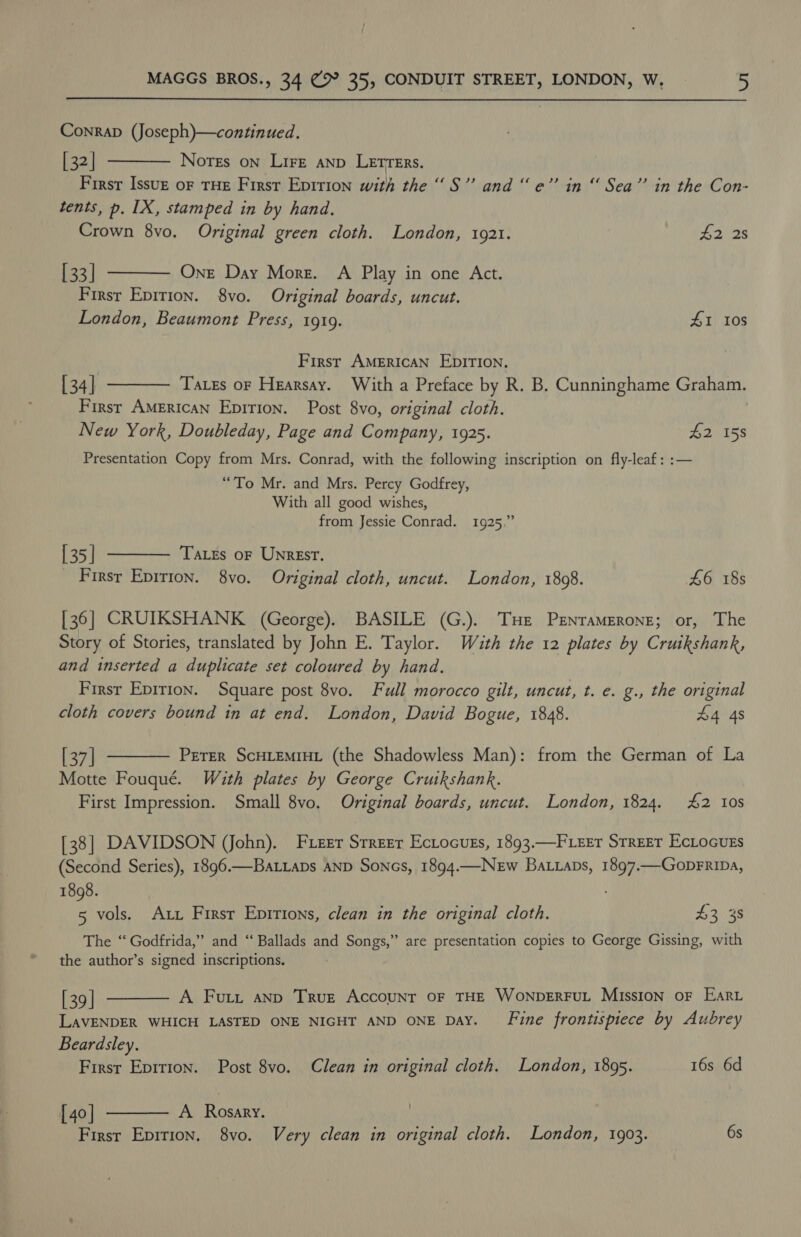 MAGGS BROS., 34 & 35, CONDUIT STREET, LONDON, W. 5
CONRAD (Joseph)—continued.
[32] ——— NOTES ON LIFE AND LETTERS.
FIRST ISSUE OF THE FIRST EDITION with the “S” and “e” in “Sea” in the Con-
tents, p. IX, stamped in by hand.
Crown 8vo. Original green cloth. London, 1921. £2 2s
[33] ——— ONE DAY MORE. A Play in one Act.
FIRST EDITION. 8vo. Original boards, uncut.
London, Beaumont Press, 1919. £1 10s
FIRST AMERICAN EDITION.
[34] ——— TALES OF HEARSAY. With a Preface by R. B. Cunninghame Graham.
FIRST AMERICAN EDITION. Post 8vo, original cloth.
New York, Doubleday, Page and Company, 1925. £2 15s
Presentation Copy from Mrs. Conrad, with the following inscription on fly-leaf: :—
“To Mr. and Mrs. Percy Godfrey,
With all good wishes,
from Jessie Conrad. 1925.”
[35] ——— TALES OF UNREST.
FIRST EDITION. 8vo. Original cloth, uncut. London, 1898. £6 18s
[36] CRUIKSHANK (George). BASILE (G.). THE PENTAMERONE; or, The
Story of Stories, translated by John E. Taylor. With the 12 plates by Cruikshank,
and inserted a duplicate set coloured by hand.
FIRST EDITION. Square post 8vo. Full morocco gilt, uncut, t. e. g., the original
cloth covers bound in at end. London, David Bogue, 1848. £4 4s
[37] ——— PETER SCHLEMIHL (the Shadowless Man): from the German of La
Motte Fouqué. With plates by George Cruikshank.
First Impression. Small 8vo. Original boards, uncut. London, 1824. £2 10s
[38] DAVIDSON (John). FLEET STREET ECLOGUES, 1893.—FLEET STREET ECLOGUES
(Second Series), 1896.—BALLADS AND SONGS, 1894.—NEW BALLADS, 1897.—GODFRIDA,
1898.
5 vols. ALL FIRST EDITIONS, clean in the original cloth. £3 3s
The “Godfrida,” and “Ballads and Songs,” are presentation copies to George Gissing, with
the author’s signed inscriptions.
[39] ——— A FULL AND TRUE ACCOUNT OF THE WONDERFUL MISSION OF EARL
LAVENDER WHICH LASTED ONE NIGHT AND ONE DAY. Fine frontispiece by Aubrey
Beardsley.
FIRST EDITION. Post 8vo. Clean in original cloth. London, 1895. 16s 6d
[40] ——— A ROSARY.
FIRST EDITION. 8vo. Very clean in original cloth. London, 1903. 6s